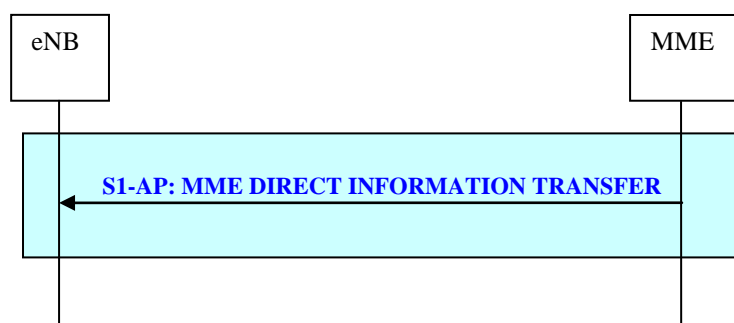 eNB
MME
S1-AP: MME DIRECT INFORMATION TRANSFER